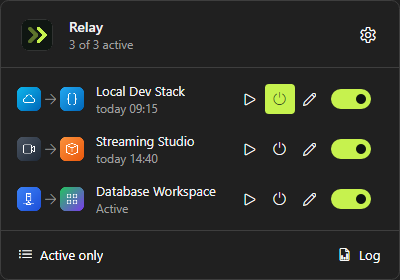 Relay
3 of 3 active
Local Dev Stack
today 09:15
Streaming Studio
today 14:40
Database Workspace
Active
Active only
Log